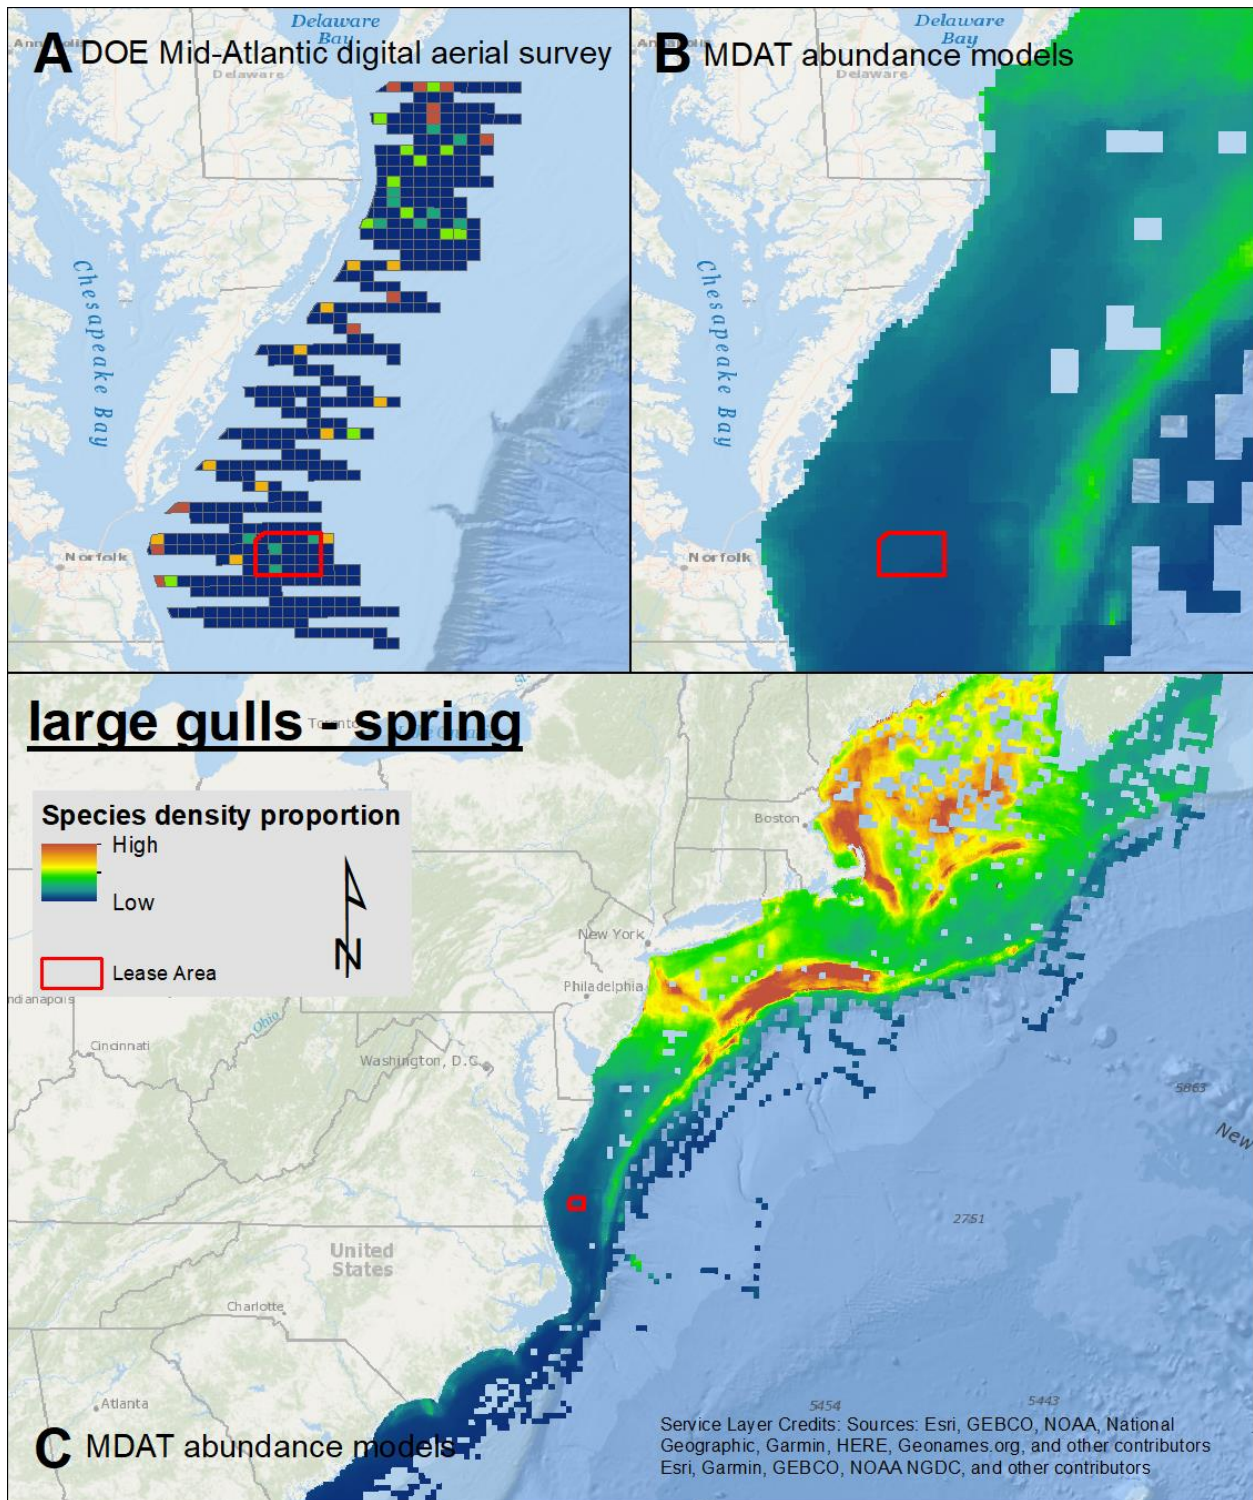 Delaware
Bay
A DOE Mid-Atlantic digital aerial survey
Delaware
Chesapeake Bay
Norfolk
Delaware
Bay
B MDAT abundance models
Delaware
Chesapeake Bay
Norfolk
large gulls - spring
Toronto
Species density proportion
High
Low
N
Lease Area
Boston
New York
Philadelphia
ndianapolis
Ohio
Cincinnati
Washington, D.C.
5863
New
2751
United
States
Charlotte
Atlanta
5454
5443
C MDAT abundance models
Service Layer Credits: Sources: Esri, GEBCO, NOAA, National
Geographic, Garmin, HERE, Geonames.org, and other contributors
Esri, Garmin, GEBCO, NOAA NGDC, and other contributors